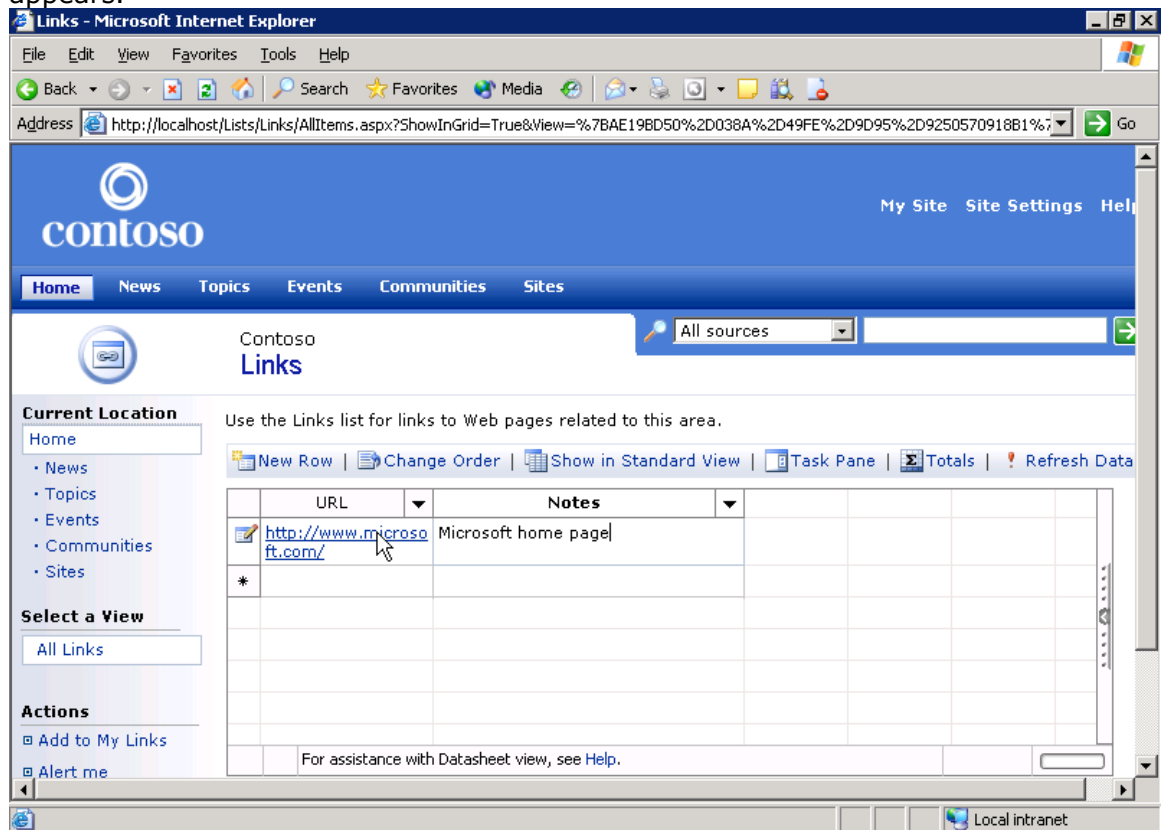 appears.
Links - Microsoft Internet Explorer
File Edit View Favorites Tools Help
Back Search Favorites Media
Address http://localhost/Lists/Links/AllItems.aspx?ShowInGrid=True&View=%7BAE19BD50%2D038A%2D49FE%2D9D95%2D9250570918B1%7 Go
contoso
My Site Site Settings Help
Home News Topics Events Communities Sites
All sources
Contoso
Links
Current Location
Home
News
Topics
Events
Communities
Sites
Select a View
All Links
Actions
Add to My Links
Alert me
Use the Links list for links to Web pages related to this area.
New Row | Change Order | Show in Standard View | Task Pane | Σ Totals | ! Refresh Data
URL Notes
http://www.microso Microsoft home page
ft.com/
*
For assistance with Datasheet view, see Help.
Local intranet